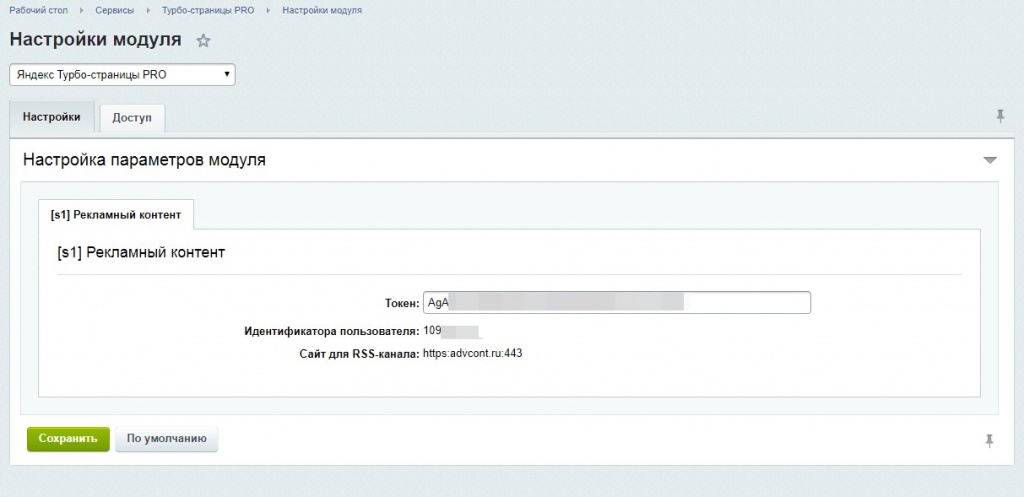 Рабочий стол Сервисы Турбо-страницы PRO Настройки модуля
Настройки модуля
Яндекс Турбо-страницы PRO
Настройки Доступ
Настройка параметров модуля
[s1] Рекламный контент
[s1] Рекламный контент
Токен: AgA
Идентификатора пользователя: 109
Сайт для RSS-канала: https:advcont.ru:443
Сохранить По умолчанию